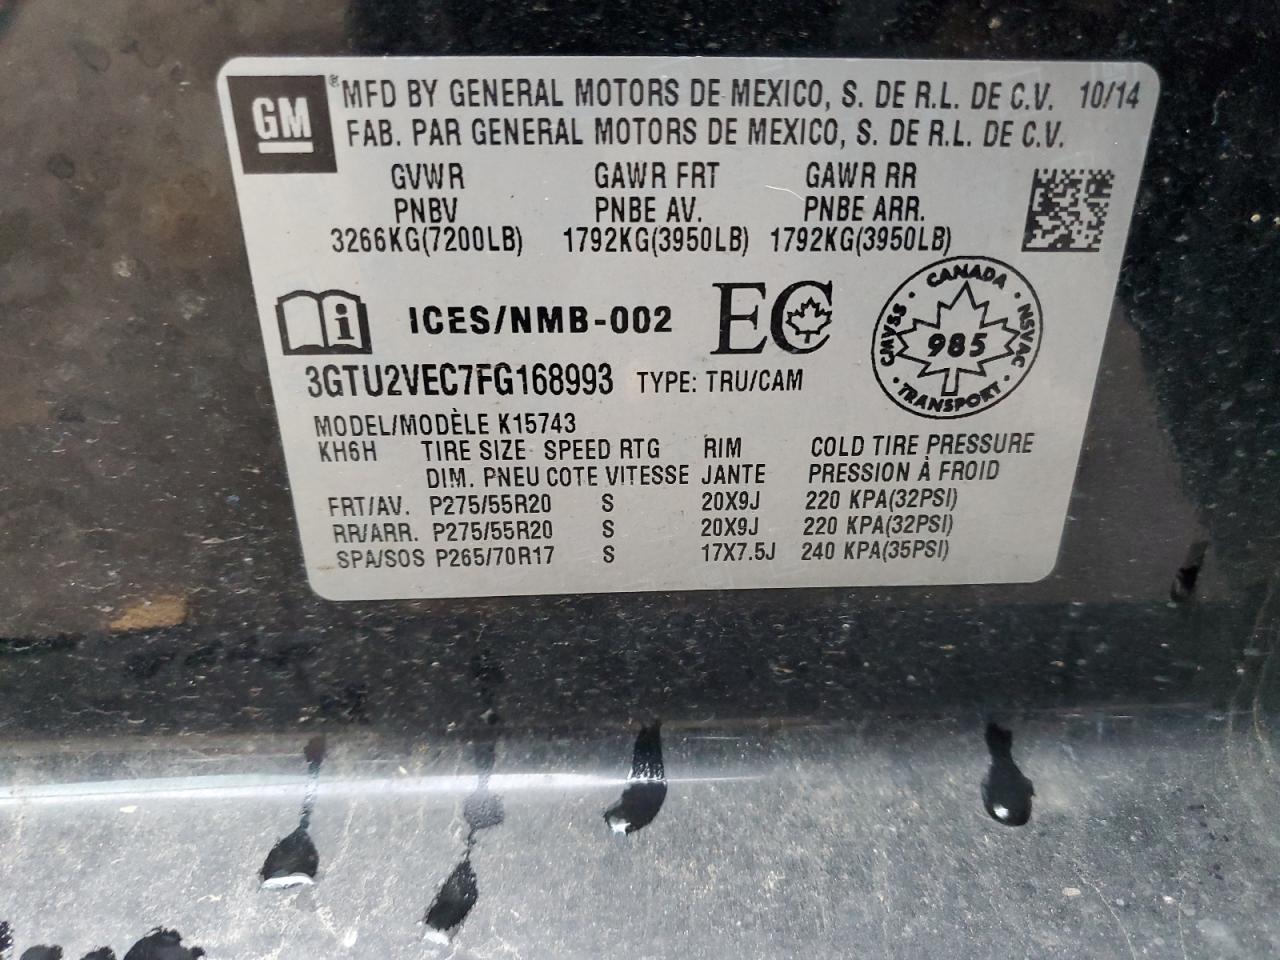 GM ® MFD BY GENERAL MOTORS DE MEXICO, S. DE R.L. DE C.V. 10/14
FAB. PAR GENERAL MOTORS DE MEXICO, S. DE R.L. DE C.V.
GVWR GAWR FRT GAWR RR
PNBV PNBE AV. PNBE ARR.
3266KG(7200LB) 1792KG(3950LB) 1792KG(3950LB)
i ICES/NMB-002 EC
CANADA
CMVSS 985 NSVAC
TRANSPORT
3GTU2VEC7FG168993 TYPE: TRU/CAM
MODEL/MODÈLE K15743
KH6H TIRE SIZE SPEED RTG RIM COLD TIRE PRESSURE
DIM. PNEU COTE VITESSE JANTE PRESSION À FROID
FRT/AV. P275/55R20 S 20X9J 220 KPA(32PSI)
RR/ARR. P275/55R20 S 20X9J 220 KPA(32PSI)
SPA/SOS P265/70R17 S 17X7.5J 240 KPA(35PSI)